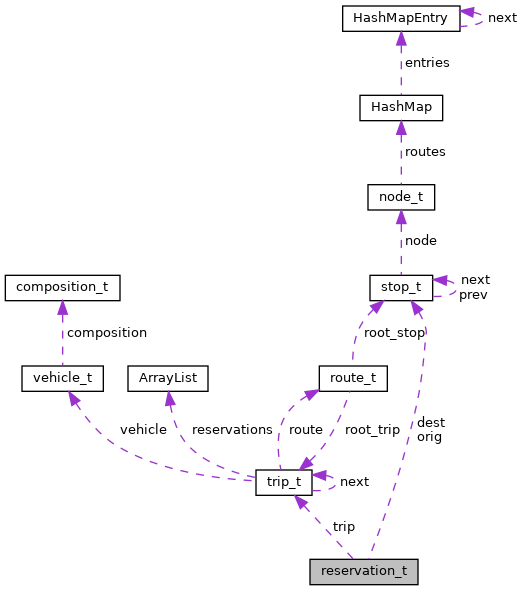 HashMapEntry
next
entries
HashMap
routes
node_t
node
composition_t
stop_t
next
prev
composition
root_stop
vehicle_t
ArrayList
route_t
vehicle
reservations
route
root_trip
dest
orig
trip_t
next
trip
reservation_t